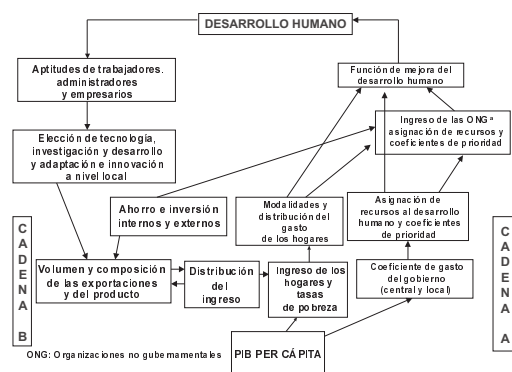 DESARROLLO HUMANO
Aptitudes de trabajadores.
administradores
y empresarios
Función de mejora del
desarrollo humano
Elección de tecnología,
investigación y desarrollo
y adaptación e innovación
a nivel local
Ingreso de las ONG ª
asignación de recursos y
coeficientes de prioridad
Ahorro e inversión
internos y externos
Modalidades y
distribución del
gasto
de los hogares
Asignación de
recursos al desarrollo
humano y coeficientes
de prioridad
CADENA B
CADENA A
Volumen y composición
de las exportaciones
y del producto
Distribución
del
ingreso
Ingreso de los
hogares y
tasas
de pobreza
Coeficiente de gasto
del gobierno
(central y local)
ONG: Organizaciones no gubernamentales
PIB PER CÁPITA